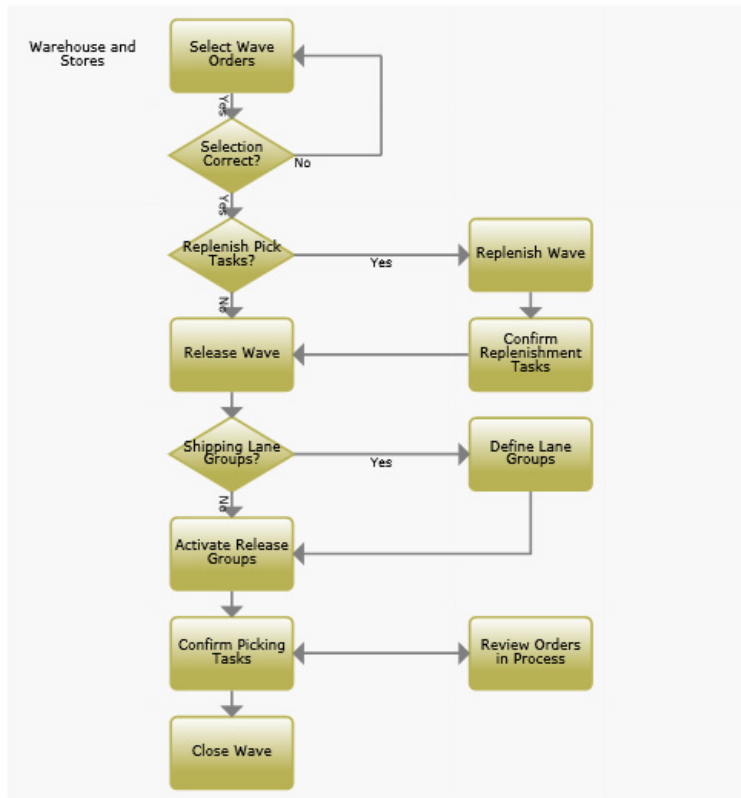 Warehouse and
Stores
Select Wave
Orders
Yes
Selection
Correct?
No
Yes
Replenish Pick
Tasks?
Yes
Replenish Wave
No
Release Wave
Confirm
Replenishment
Tasks
Shipping Lane
Groups?
Yes
Define Lane
Groups
No
Activate Release
Groups
Confirm Picking
Tasks
Review Orders
in Process
Close Wave